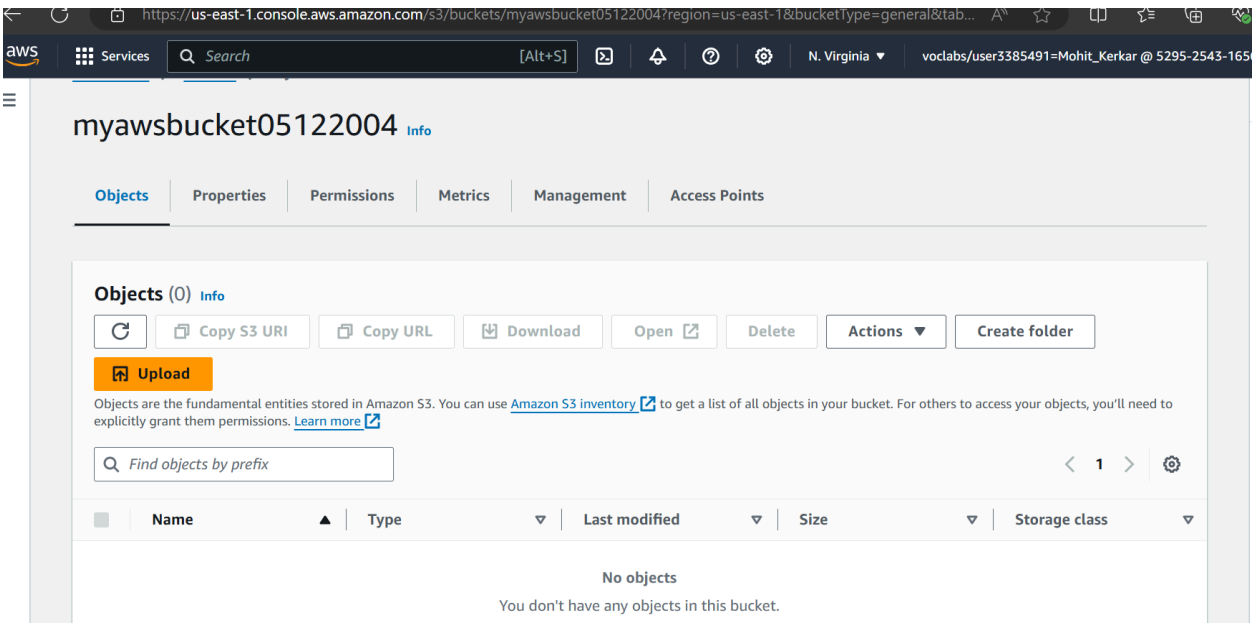 https://us-east-1.console.aws.amazon.com/s3/buckets/myawsbucket05122004?region=us-east-1&bucketType=general&tab...
aws Services Search [Alt+S] N. Virginia ▼ voclabs/user3385491=Mohit_Kerkar @ 5295-2543-165
myawsbucket05122004 Info
Objects Properties Permissions Metrics Management Access Points
Objects (0) Info
Copy S3 URI Copy URL Download Open Delete Actions ▼ Create folder
Upload
Objects are the fundamental entities stored in Amazon S3. You can use Amazon S3 inventory to get a list of all objects in your bucket. For others to access your objects, you'll need to
explicitly grant them permissions. Learn more
Find objects by prefix
1
Name Type Last modified Size Storage class
No objects
You don't have any objects in this bucket.